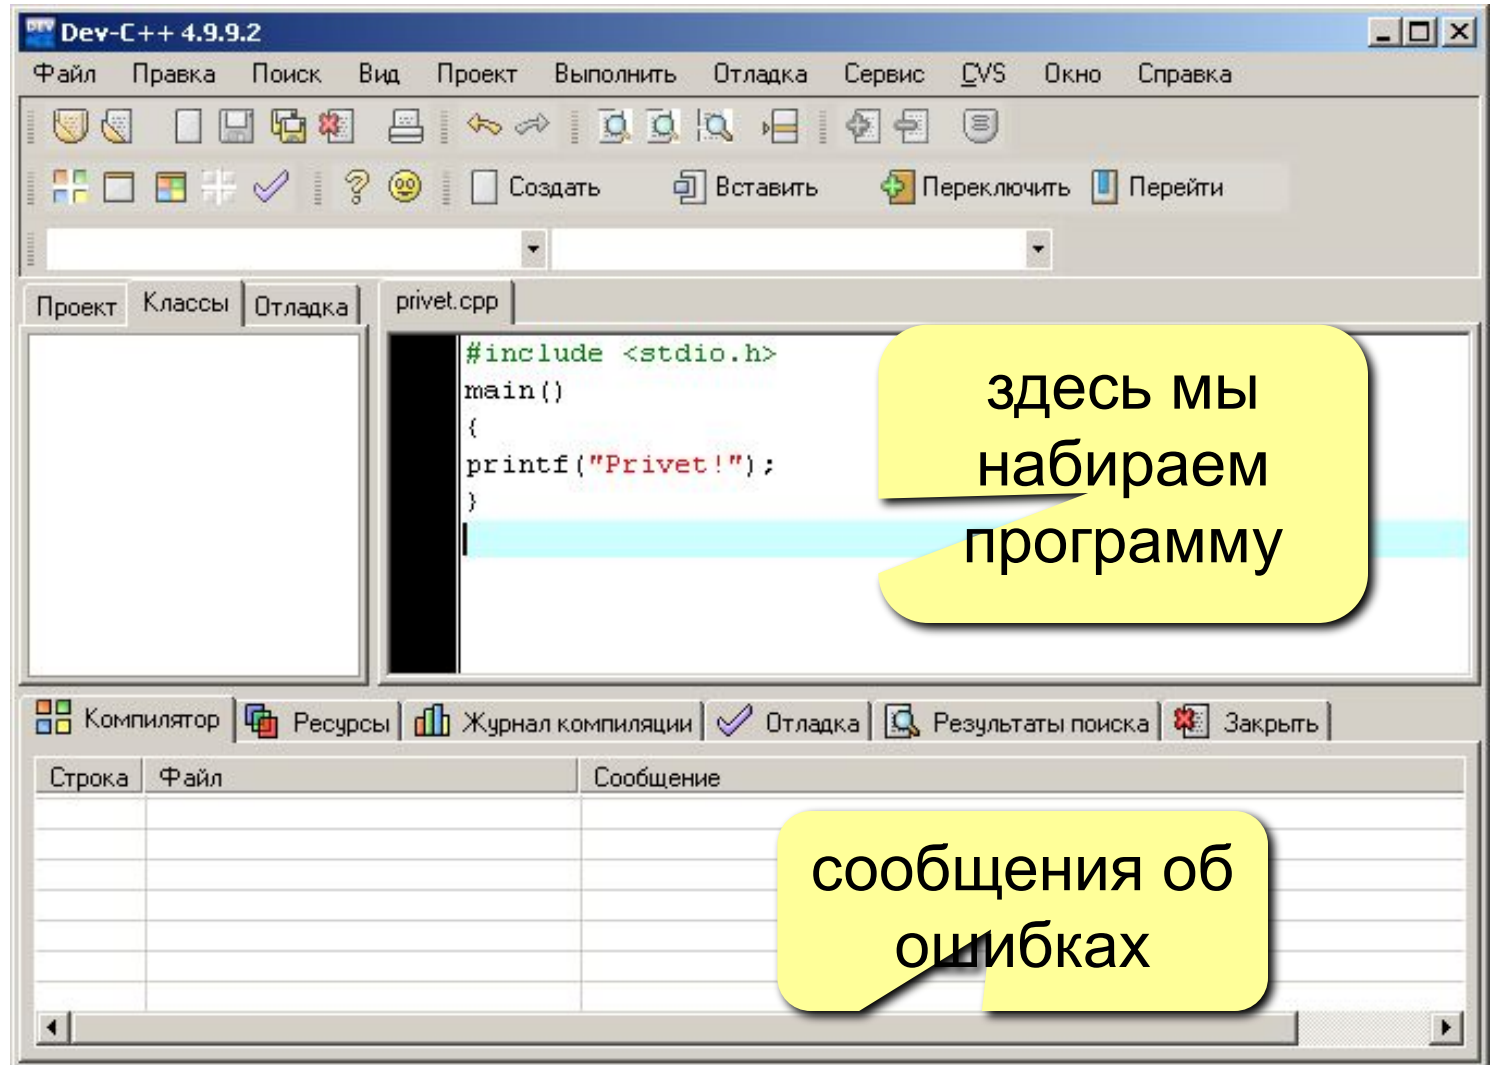 Dev-C++ 4.9.9.2
Файл Правка Поиск Вид Проект Выполнить Отладка Сервис CVS Окно Справка
Создать Вставить Переключить Перейти
Проект Классы Отладка privet.cpp
#include <stdio.h>
main()
{
printf("Privet!");
}
здесь мы
набираем
программу
Компилятор Ресурсы Журнал компиляции Отладка Результаты поиска Закрыть
Строка Файл Сообщение
сообщения об
ошибках